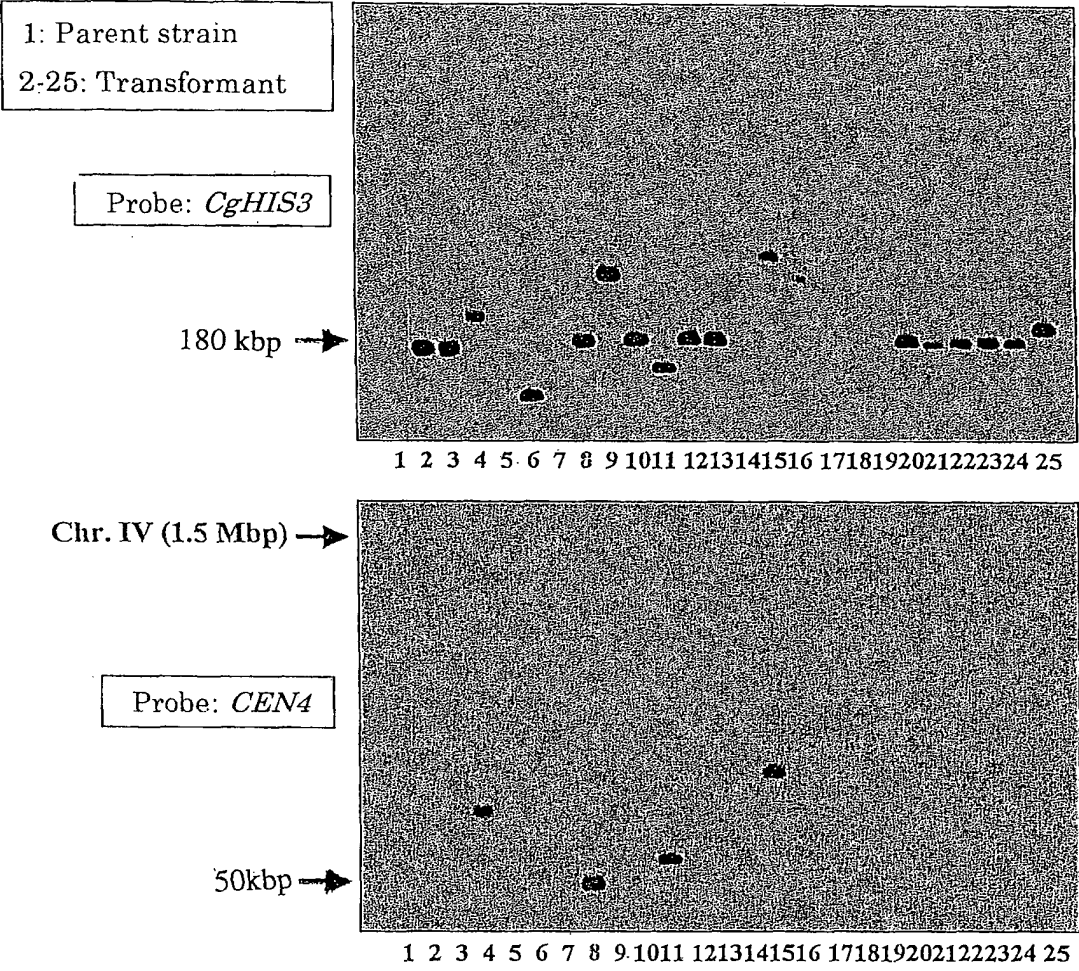 1: Parent strain
2-25: Transformant
Probe: CgHIS3
180 kbp
1 2 3 4 5 6 7 8 9 10 11 12 13 14 15 16 17 18 19 20 21 22 23 24 25
Chr. IV (1.5 Mbp)
Probe: CEN4
50kbp
1 2 3 4 5 6 7 8 9 10 11 12 13 14 15 16 17 18 19 20 21 22 23 24 25